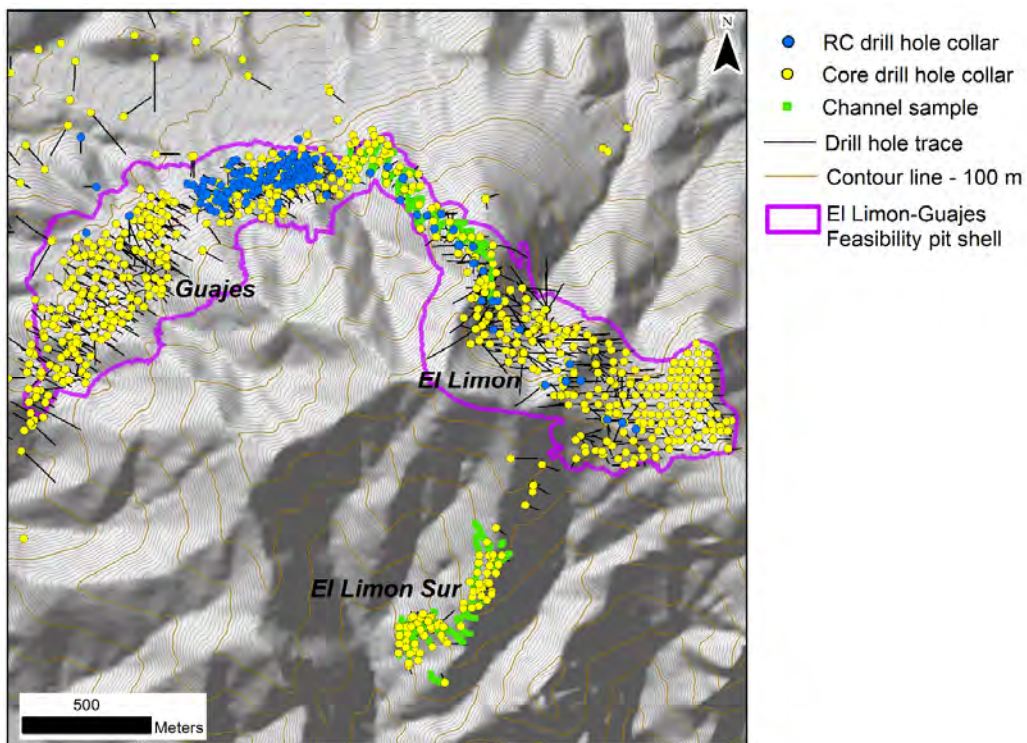 N
RC drill hole collar
Core drill hole collar
Channel sample
Drill hole trace
Contour line - 100 m
El Limon-Guajes
Feasibility pit shell
Guajes
El Limon
El Limon Sur
500
Meters